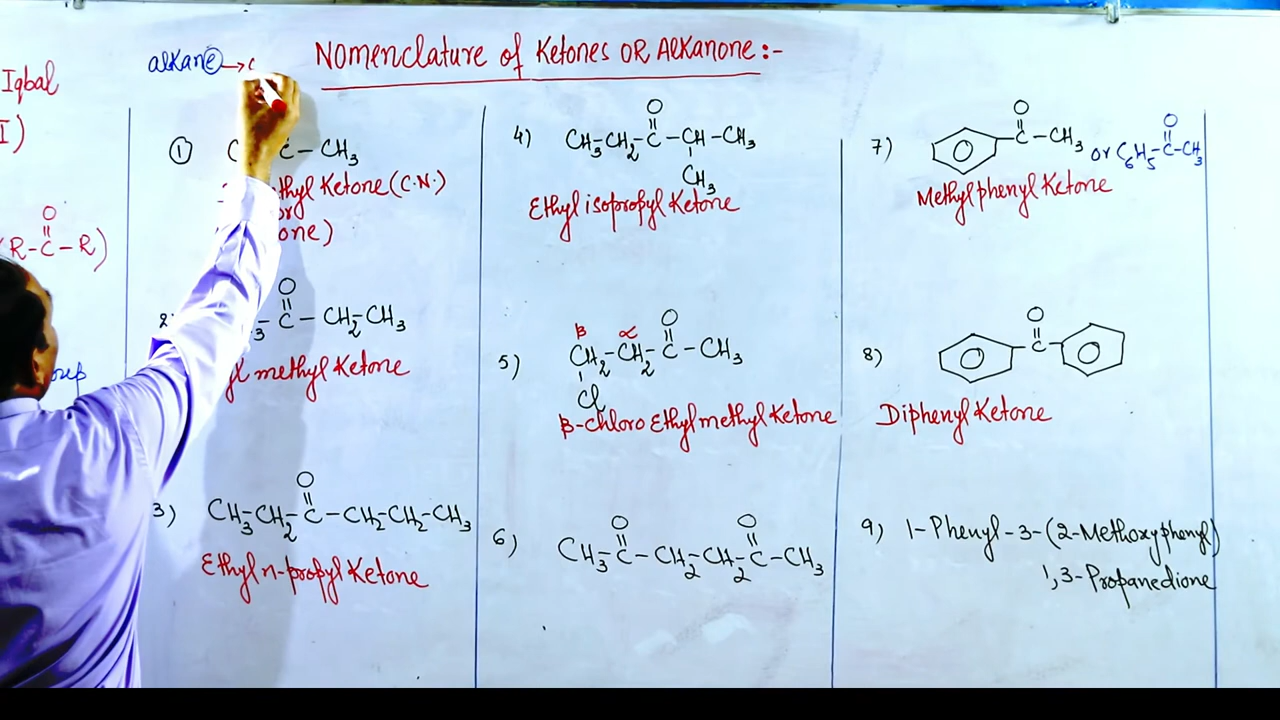 Iqbal
I)
O
||
(R-C-R)
alkane→
Nomenclature of Ketones OR Alkanone:-
①
C-CH₃
thyl Ketone (C.N.)
or
one)
O
||
C-CH₂-CH₃
yl methyl Ketone
3)
O
||
CH₃-CH₂-C-CH₂-CH₂-CH₃
Ethyl n-propyl Ketone
4)
O
||
CH₃-CH₂-C-CH-CH₃
CH₃
Ethyl isopropyl Ketone
5)
β α O
||
CH₂-CH₂-C-CH₃
Cl
β-chloro Ethyl methyl Ketone
6)
O O
|| ||
CH₃-C-CH₂-CH₂-C-CH₃
7)
O
||
C-CH₃ or C₆H₅-C-CH₃
O
||
Methyl phenyl Ketone
8)
O
||
C
Diphenyl Ketone
9) 1-Phenyl-3-(2-Methoxyphenyl)
1,3-Propanedione